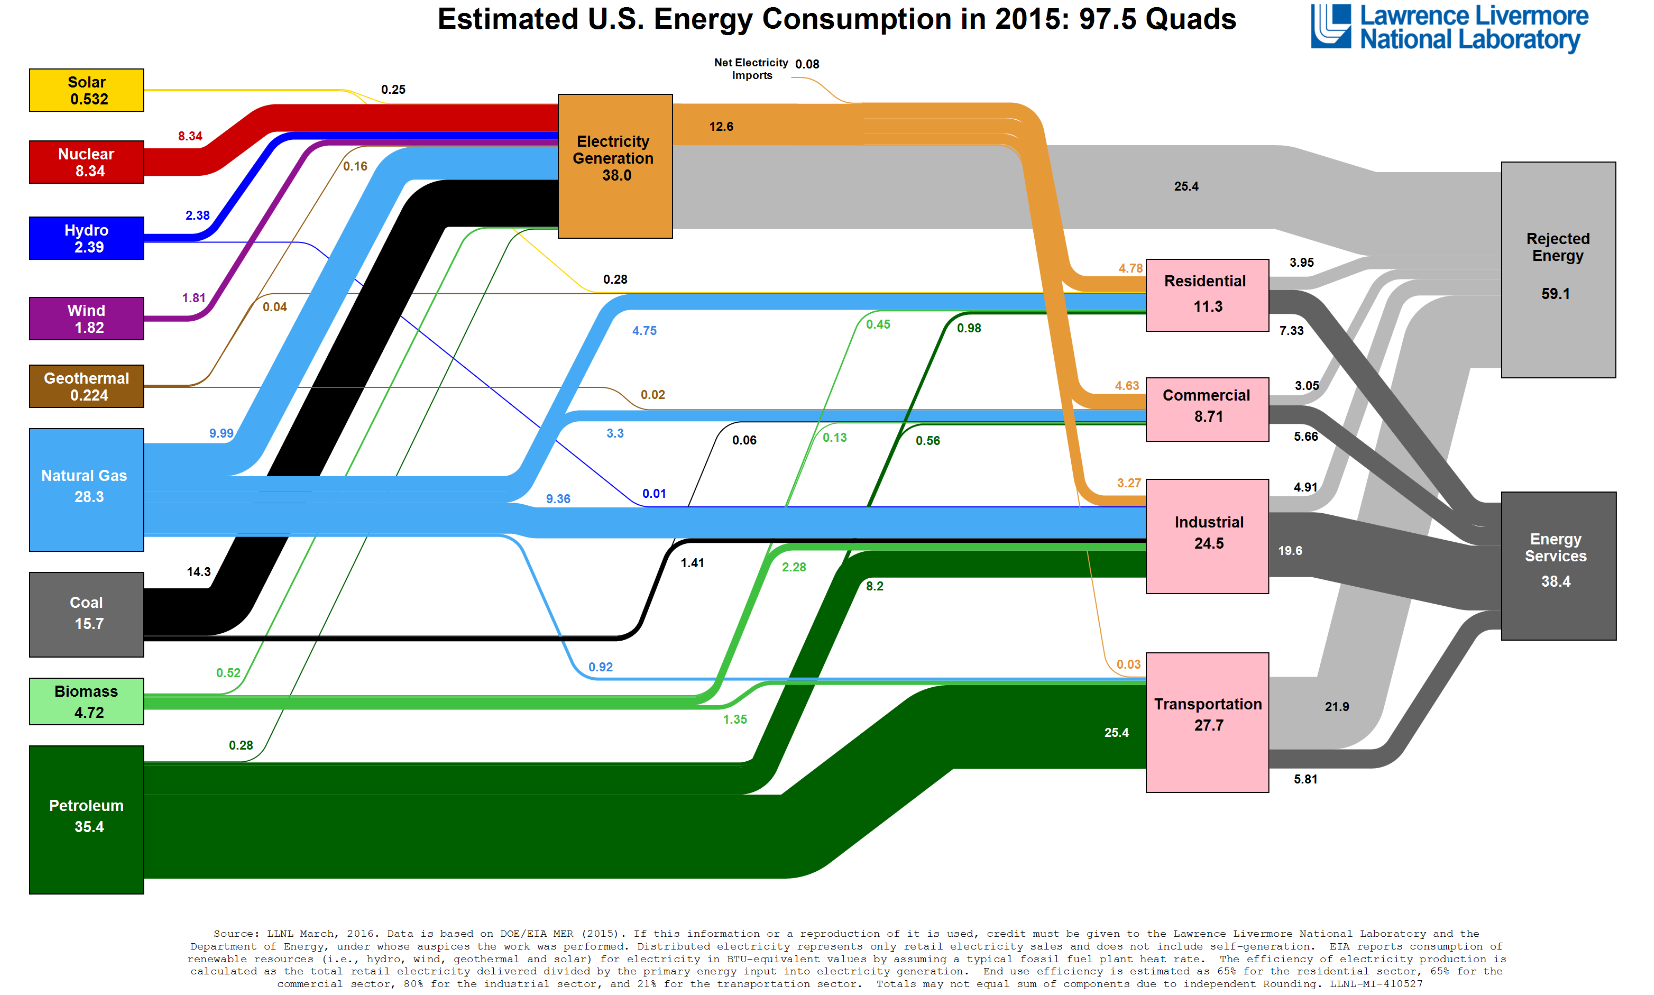 Estimated U.S. Energy Consumption in 2015: 97.5 Quads
Lawrence Livermore
National Laboratory
Net Electricity
Imports
0.08
Solar
0.532
0.25
Nuclear
8.34
8.34
Hydro
2.39
2.38
Wind
1.82
1.81
Geothermal
0.224
0.16
0.04
Natural Gas
28.3
9.99
Coal
15.7
14.3
Biomass
4.72
0.52
Petroleum
35.4
0.28
Electricity
Generation
38.0
12.6
25.4
0.28
4.75
0.45
0.98
0.02
3.3
0.06
0.13
0.56
0.01
9.36
1.41
2.28
8.2
0.92
1.35
25.4
4.78
4.63
3.27
0.03
Residential
11.3
Commercial
8.71
Industrial
24.5
Transportation
27.7
3.95
7.33
3.05
5.66
4.91
19.6
21.9
5.81
Rejected
Energy
59.1
Energy
Services
38.4
Source: LLNL March, 2016. Data is based on DOE/EIA MER (2015). If this information or a reproduction of it is used, credit must be given to the Lawrence Livermore National Laboratory and the
Department of Energy, under whose auspices the work was performed. Distributed electricity represents only retail electricity sales and does not include self-generation. EIA reports consumption of
renewable resources (i.e., hydro, wind, geothermal and solar) for electricity in BTU-equivalent values by assuming a typical fossil fuel plant heat rate. The efficiency of electricity production is
calculated as the total retail electricity delivered divided by the primary energy input into electricity generation. End use efficiency is estimated as 65% for the residential sector, 65% for the
commercial sector, 80% for the industrial sector, and 21% for the transportation sector. Totals may not equal sum of components due to independent Rounding. LLNL-MI-410527